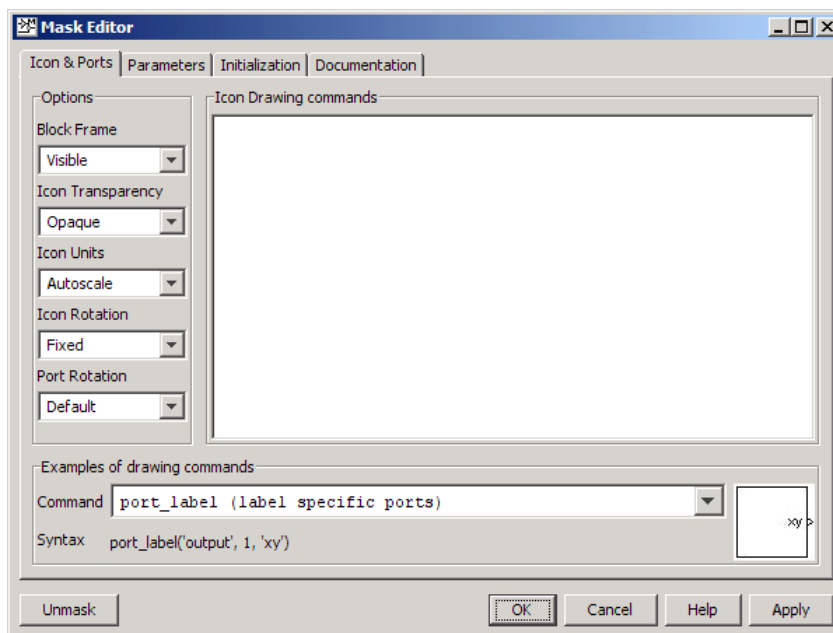 Mask Editor
Icon & Ports Parameters Initialization Documentation
Options
Icon Drawing commands
Block Frame
Visible
Icon Transparency
Opaque
Icon Units
Autoscale
Icon Rotation
Fixed
Port Rotation
Default
Examples of drawing commands
Command port_label (label specific ports)
xy
Syntax port_label('output', 1, 'xy')
Unmask OK Cancel Help Apply